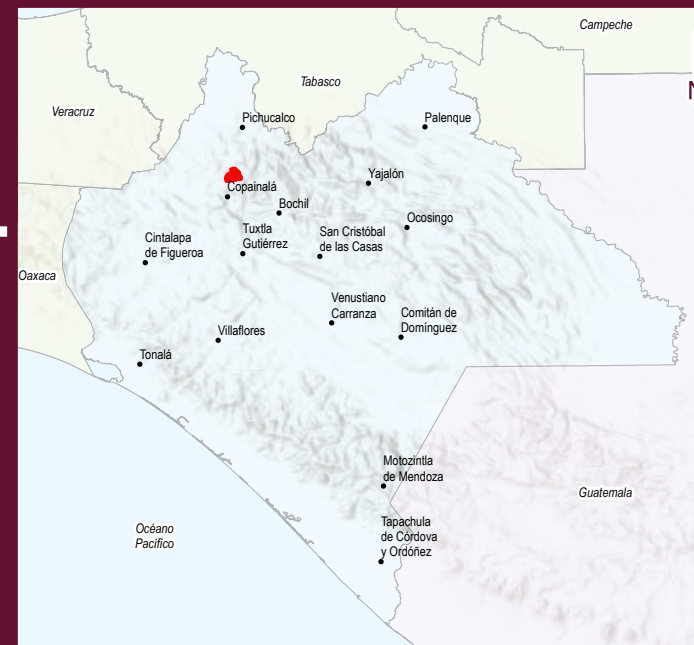 Campeche
Tabasco
N
Veracruz
Pichucalco
Palenque
Yajalón
Copainalá
Bochil
Ocosingo
Tuxtla
Gutiérrez
San Cristóbal
de las Casas
Cintalapa
de Figueroa
Oaxaca
Venustiano
Carranza
Comitán de
Domínguez
Villaflores
Tonalá
Motozintla
de Mendoza
Guatemala
Océano
Pacífico
Tapachula
de Córdova
y Ordóñez